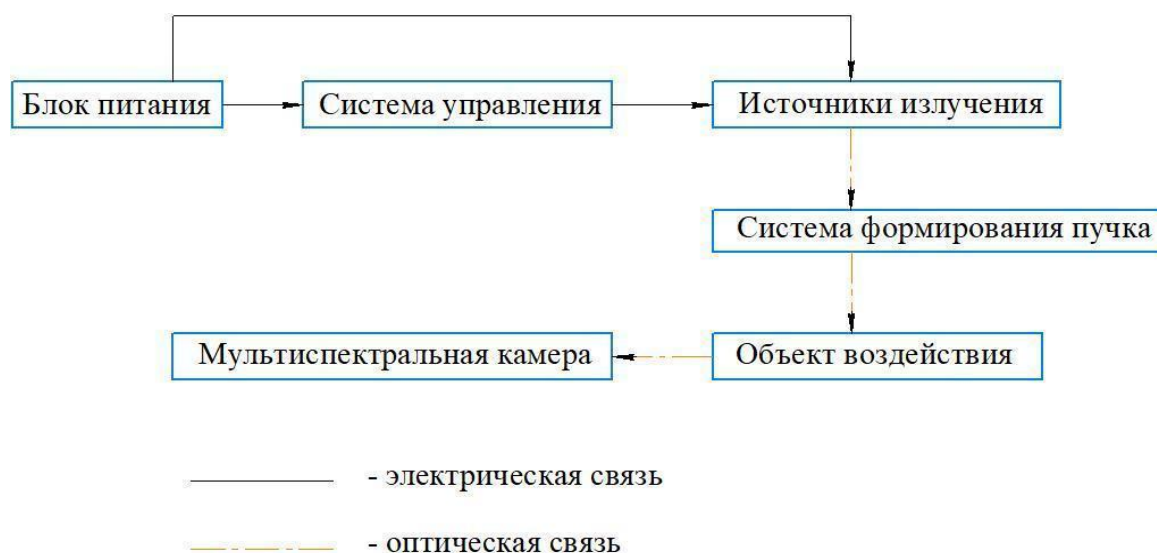 Блок питания
Система управления
Источники излучения
Система формирования пучка
Мультиспектральная камера
Объект воздействия
- электрическая связь
- оптическая связь